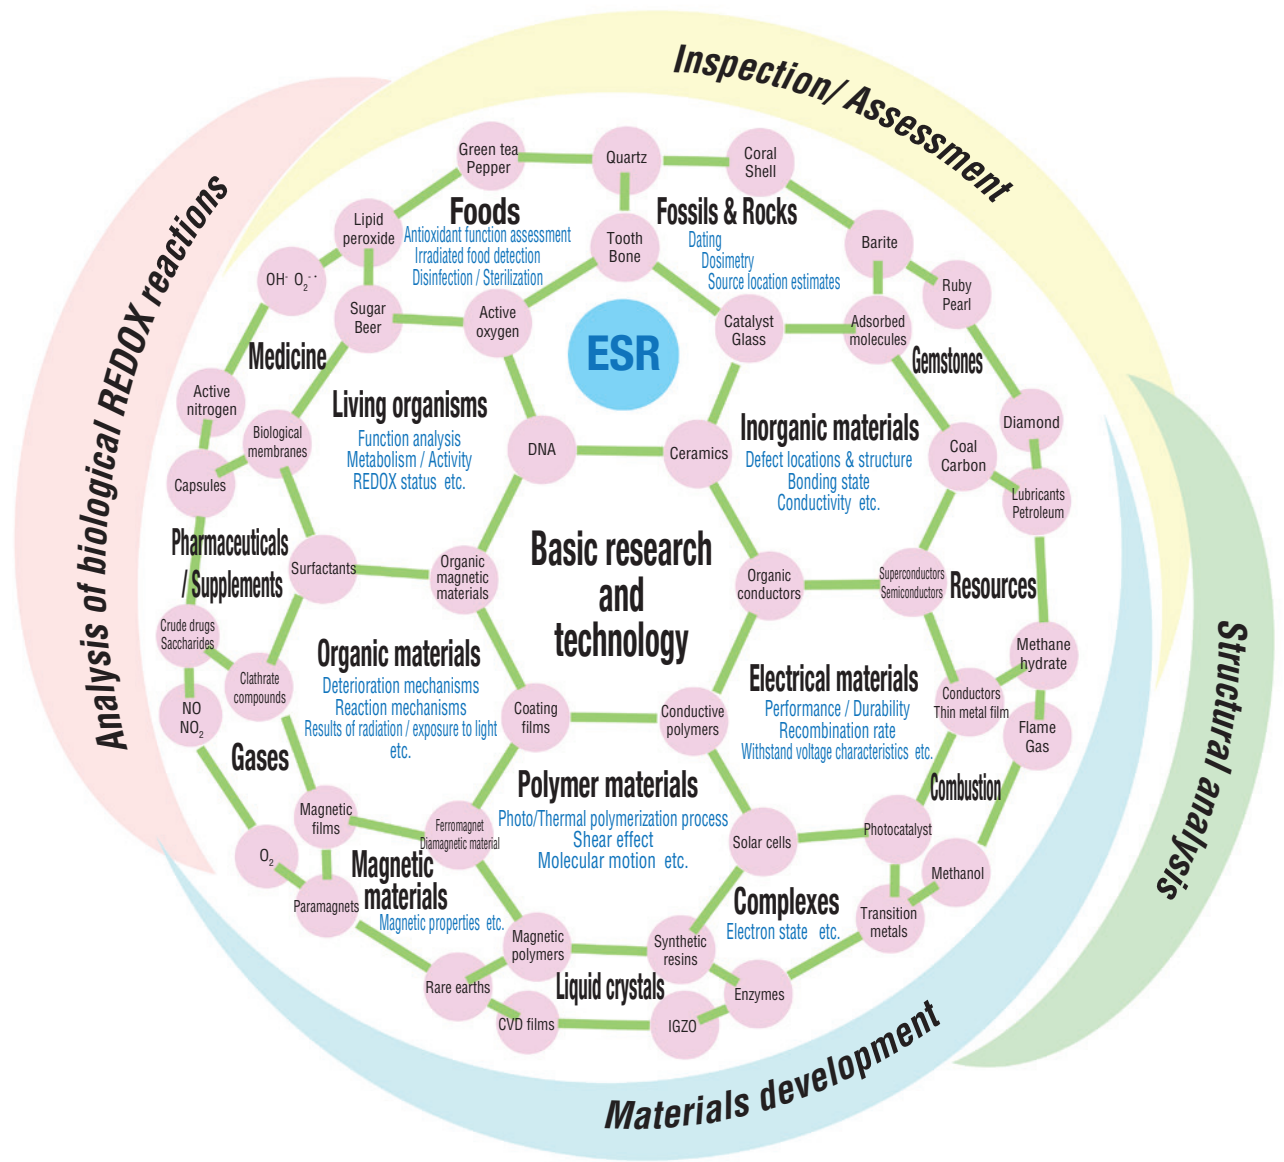 Inspection/ Assessment
Analysis of biological REDOX reactions
Structural analysis
Materials development
Green tea
Pepper
Quartz
Coral
Shell
Lipid
peroxide
Foods
Antioxidant function assessment
Irradiated food detection
Disinfection / Sterilization
Tooth
Bone
Fossils & Rocks
Dating
Dosimetry
Source location estimates
Barite
OH⁻ O₂⁻·
Ruby
Pearl
Sugar
Beer
Active
oxygen
ESR
Catalyst
Glass
Adsorbed
molecules
Gemstones
Medicine
Active
nitrogen
Living organisms
Function analysis
Metabolism / Activity
REDOX status etc.
Diamond
Biological
membranes
DNA
Ceramics
Inorganic materials
Defect locations & structure
Bonding state
Conductivity etc.
Coal
Carbon
Capsules
Lubricants
Petroleum
Pharmaceuticals
/ Supplements
Surfactants
Organic
magnetic
materials
Basic research
and
technology
Organic
conductors
Superconductors
Semiconductors
Resources
Crude drugs
Saccharides
Clathrate
compounds
Organic materials
Deterioration mechanisms
Reaction mechanisms
Results of radiation / exposure to light
etc.
Electrical materials
Performance / Durability
Recombination rate
Withstand voltage characteristics etc.
Methane
hydrate
Conductors
Thin metal film
NO
NO₂
Coating
films
Conductive
polymers
Flame
Gas
Gases
Polymer materials
Photo/Thermal polymerization process
Shear effect
Molecular motion etc.
Combustion
Magnetic
films
Ferromagnet
Diamagnetic material
Solar cells
Photocatalyst
O₂
Magnetic
materials
Magnetic properties etc.
Methanol
Paramagnets
Complexes
Electron state etc.
Transition
metals
Magnetic
polymers
Synthetic
resins
Rare earths
Liquid crystals
Enzymes
CVD films
IGZO